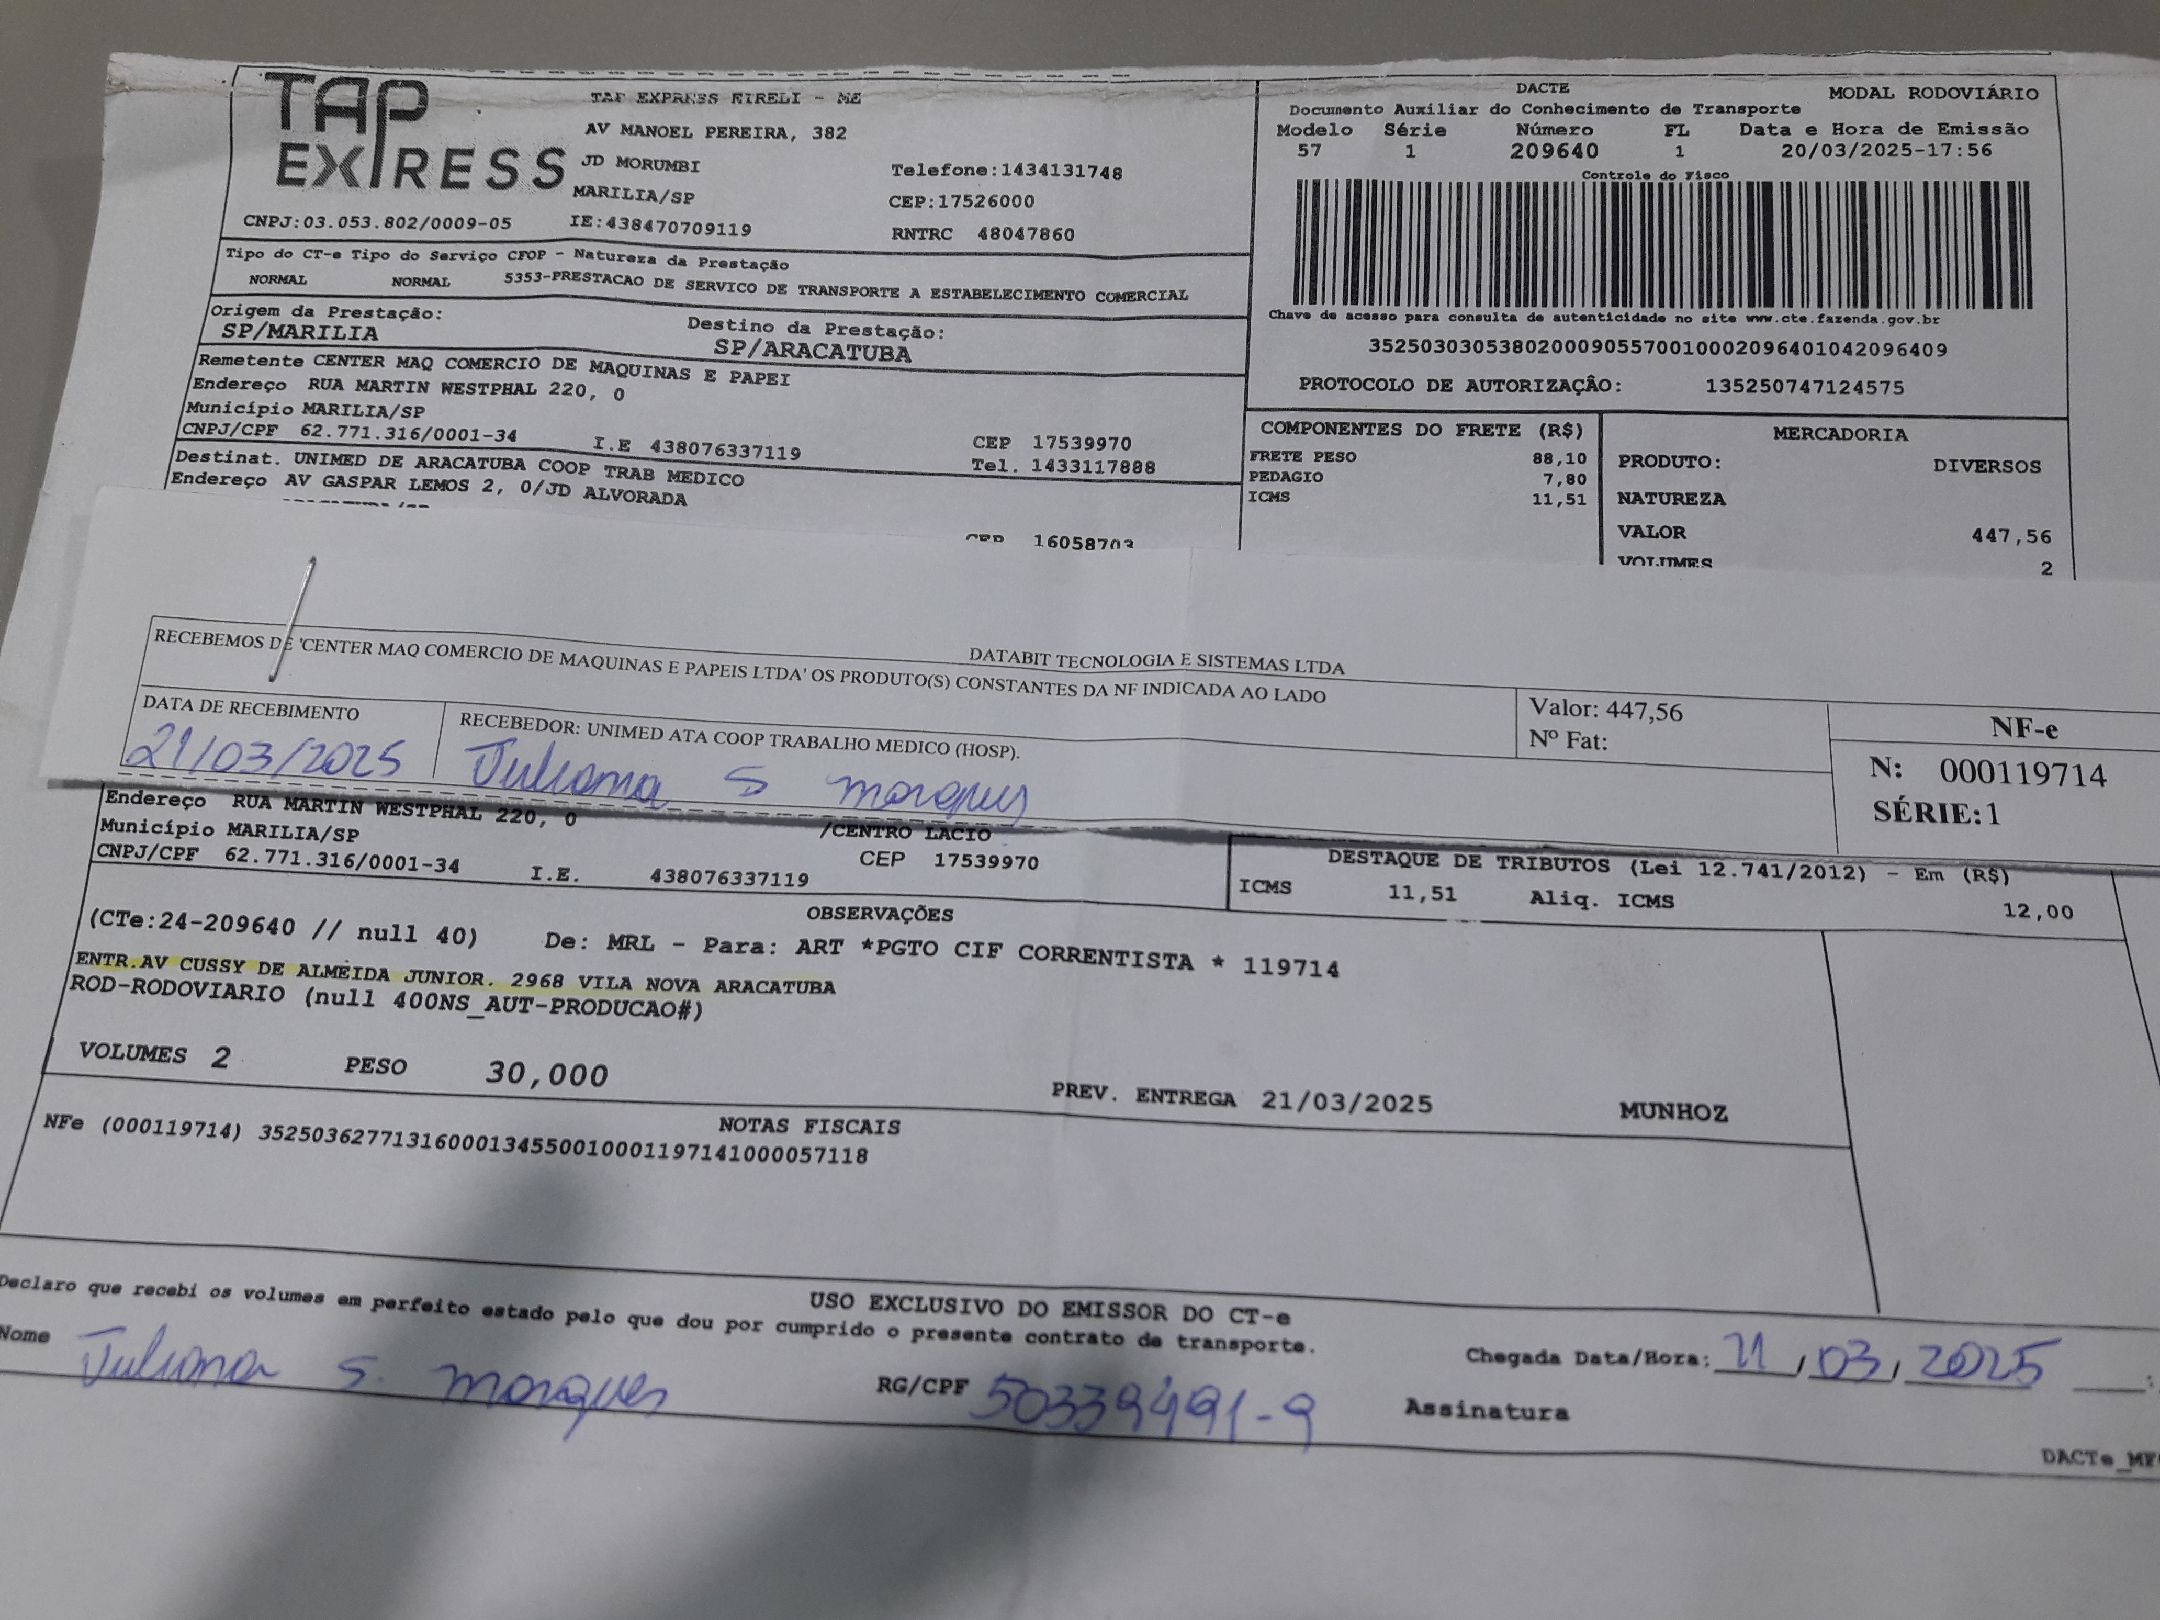 TAP
EXPRESS
TAP EXPRESS EIRELI - ME
AV MANOEL PEREIRA, 382
JD MORUMBI
MARILIA/SP
Telefone:1434131748
CEP:17526000
CNPJ:03.053.802/0009-05 IE:438470709119 RNTRC 48047860
DACTE MODAL RODOVIÁRIO
Documento Auxiliar do Conhecimento de Transporte
Modelo Série Número FL Data e Hora de Emissão
57 1 209640 1 20/03/2025-17:56
Controle do Fisco
Chave de acesso para consulta de autenticidade no site www.cte.fazenda.gov.br
35250303053802000905570010002096401042096409
PROTOCOLO DE AUTORIZAÇÂO: 135250747124575
Tipo do CT-e Tipo do Serviço CFOP - Natureza da Prestação
NORMAL NORMAL 5353-PRESTACAO DE SERVICO DE TRANSPORTE A ESTABELECIMENTO COMERCIAL
Origem da Prestação: Destino da Prestação:
SP/MARILIA SP/ARACATUBA
Remetente CENTER MAQ COMERCIO DE MAQUINAS E PAPEI
Endereço RUA MARTIN WESTPHAL 220, 0
Município MARILIA/SP
CNPJ/CPF 62.771.316/0001-34 I.E 438076337119 CEP 17539970
Tel. 1433117888
Destinat. UNIMED DE ARACATUBA COOP TRAB MEDICO
Endereço AV GASPAR LEMOS 2, 0/JD ALVORADA
CEP 16058703
COMPONENTES DO FRETE (R$)
FRETE PESO 88,10
PEDAGIO 7,80
ICMS 11,51
MERCADORIA
PRODUTO: DIVERSOS
NATUREZA
VALOR 447,56
VOLUMES 2
DATABIT TECNOLOGIA E SISTEMAS LTDA
RECEBEMOS DE 'CENTER MAQ COMERCIO DE MAQUINAS E PAPEIS LTDA' OS PRODUTO(S) CONSTANTES DA NF INDICADA AO LADO
DATA DE RECEBIMENTO
21/03/2025
RECEBEDOR: UNIMED ATA COOP TRABALHO MEDICO (HOSP).
Juliana S Marques
Valor: 447,56
Nº Fat:
NF-e
N: 000119714
SÉRIE:1
Endereço RUA MARTIN WESTPHAL 220, 0 /CENTRO LACIO
Município MARILIA/SP
CNPJ/CPF 62.771.316/0001-34 I.E. 438076337119 CEP 17539970
DESTAQUE DE TRIBUTOS (Lei 12.741/2012) - Em (R$)
ICMS 11,51 Aliq. ICMS 12,00
OBSERVAÇÕES
(CTe:24-209640 // null 40) De: MRL - Para: ART *PGTO CIF CORRENTISTA * 119714
ENTR.AV CUSSY DE ALMEIDA JUNIOR. 2968 VILA NOVA ARACATUBA
ROD-RODOVIARIO (null 400NS_AUT-PRODUCAO#)
VOLUMES 2 PESO 30,000 PREV. ENTREGA 21/03/2025 MUNHOZ
NOTAS FISCAIS
NFe (000119714) 35250362771316000134550010001197141000057118
USO EXCLUSIVO DO EMISSOR DO CT-e
Declaro que recebi os volumes em perfeito estado pelo que dou por cumprido o presente contrato de transporte.
Nome Juliana S. Marques RG/CPF 50339491-9 Chegada Data/Hora: 21/03/2025 :
Assinatura